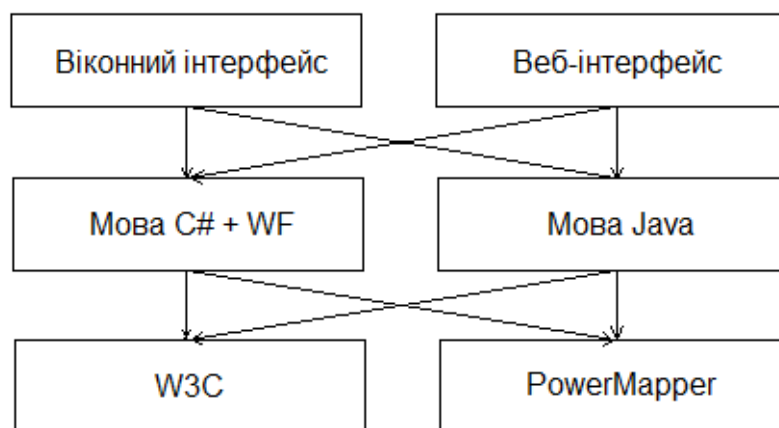 Віконний інтерфейс
Веб-інтерфейс
Мова C# + WF
Мова Java
W3C
PowerMapper